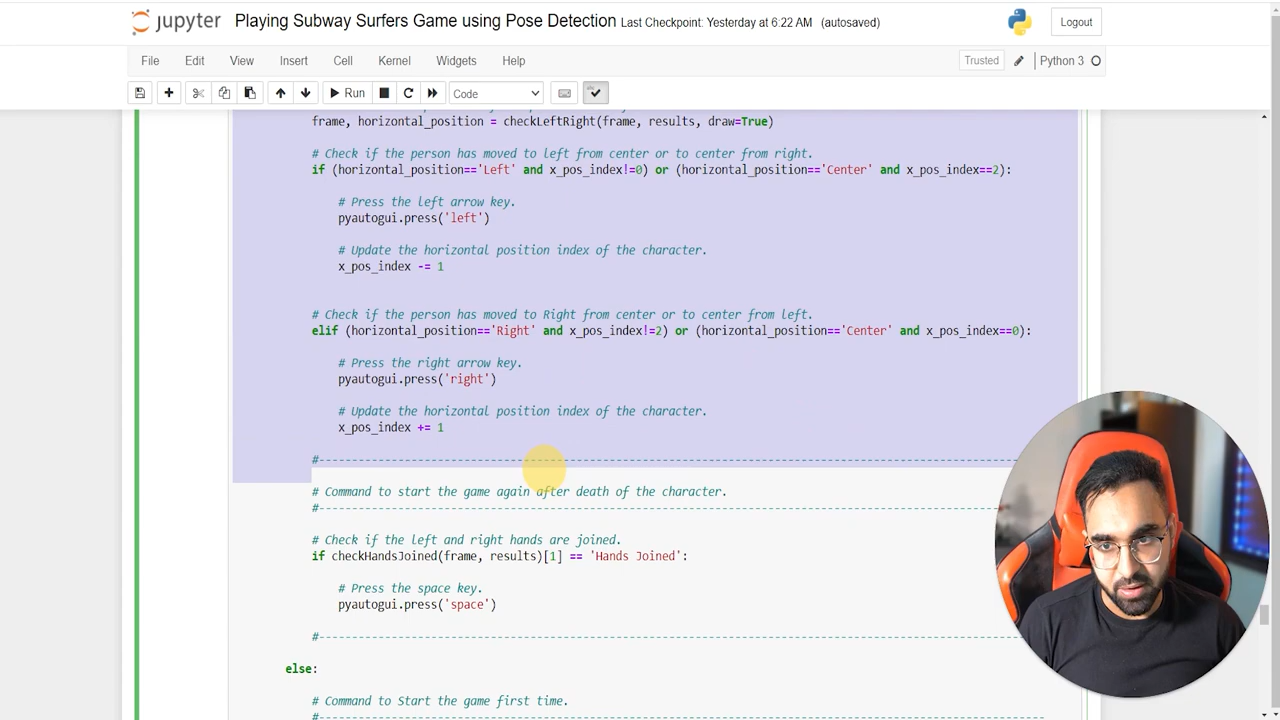 jupyter Playing Subway Surfers Game using Pose Detection Last Checkpoint: Yesterday at 6:22 AM (autosaved) Logout
File Edit View Insert Cell Kernel Widgets Help Trusted Python 3
Run Code
frame, horizontal_position = checkLeftRight(frame, results, draw=True)
# Check if the person has moved to left from center or to center from right.
if (horizontal_position=='Left' and x_pos_index!=0) or (horizontal_position=='Center' and x_pos_index==2):
# Press the left arrow key.
pyautogui.press('left')
# Update the horizontal position index of the character.
x_pos_index -= 1
# Check if the person has moved to Right from center or to center from left.
elif (horizontal_position=='Right' and x_pos_index!=2) or (horizontal_position=='Center' and x_pos_index==0):
# Press the right arrow key.
pyautogui.press('right')
# Update the horizontal position index of the character.
x_pos_index += 1
#----------------------------------------------------------------
# Command to start the game again after death of the character.
#----------------------------------------------------------------
# Check if the left and right hands are joined.
if checkHandsJoined(frame, results)[1] == 'Hands Joined':
# Press the space key.
pyautogui.press('space')
#----------------------------------------------------------------
else:
# Command to Start the game first time.
#----------------------------------------------------------------